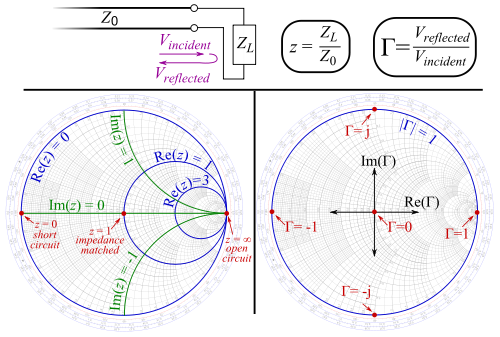 Z0
ZL
Vincident
Vreflected
z = ZL/Z0
Γ=Vreflected/Vincident
Re(z) = 0
Im(z) = 1
Re(z) = 1
Re(z)=3
Im(z) = 0
z = 0
short
circuit
z = 1
impedance
matched
z = ∞
open
circuit
Im(z) = -1
|Γ| = 1
Γ= j
Im(Γ)
Re(Γ)
Γ= -1
Γ=0
Γ=1
Γ= -j